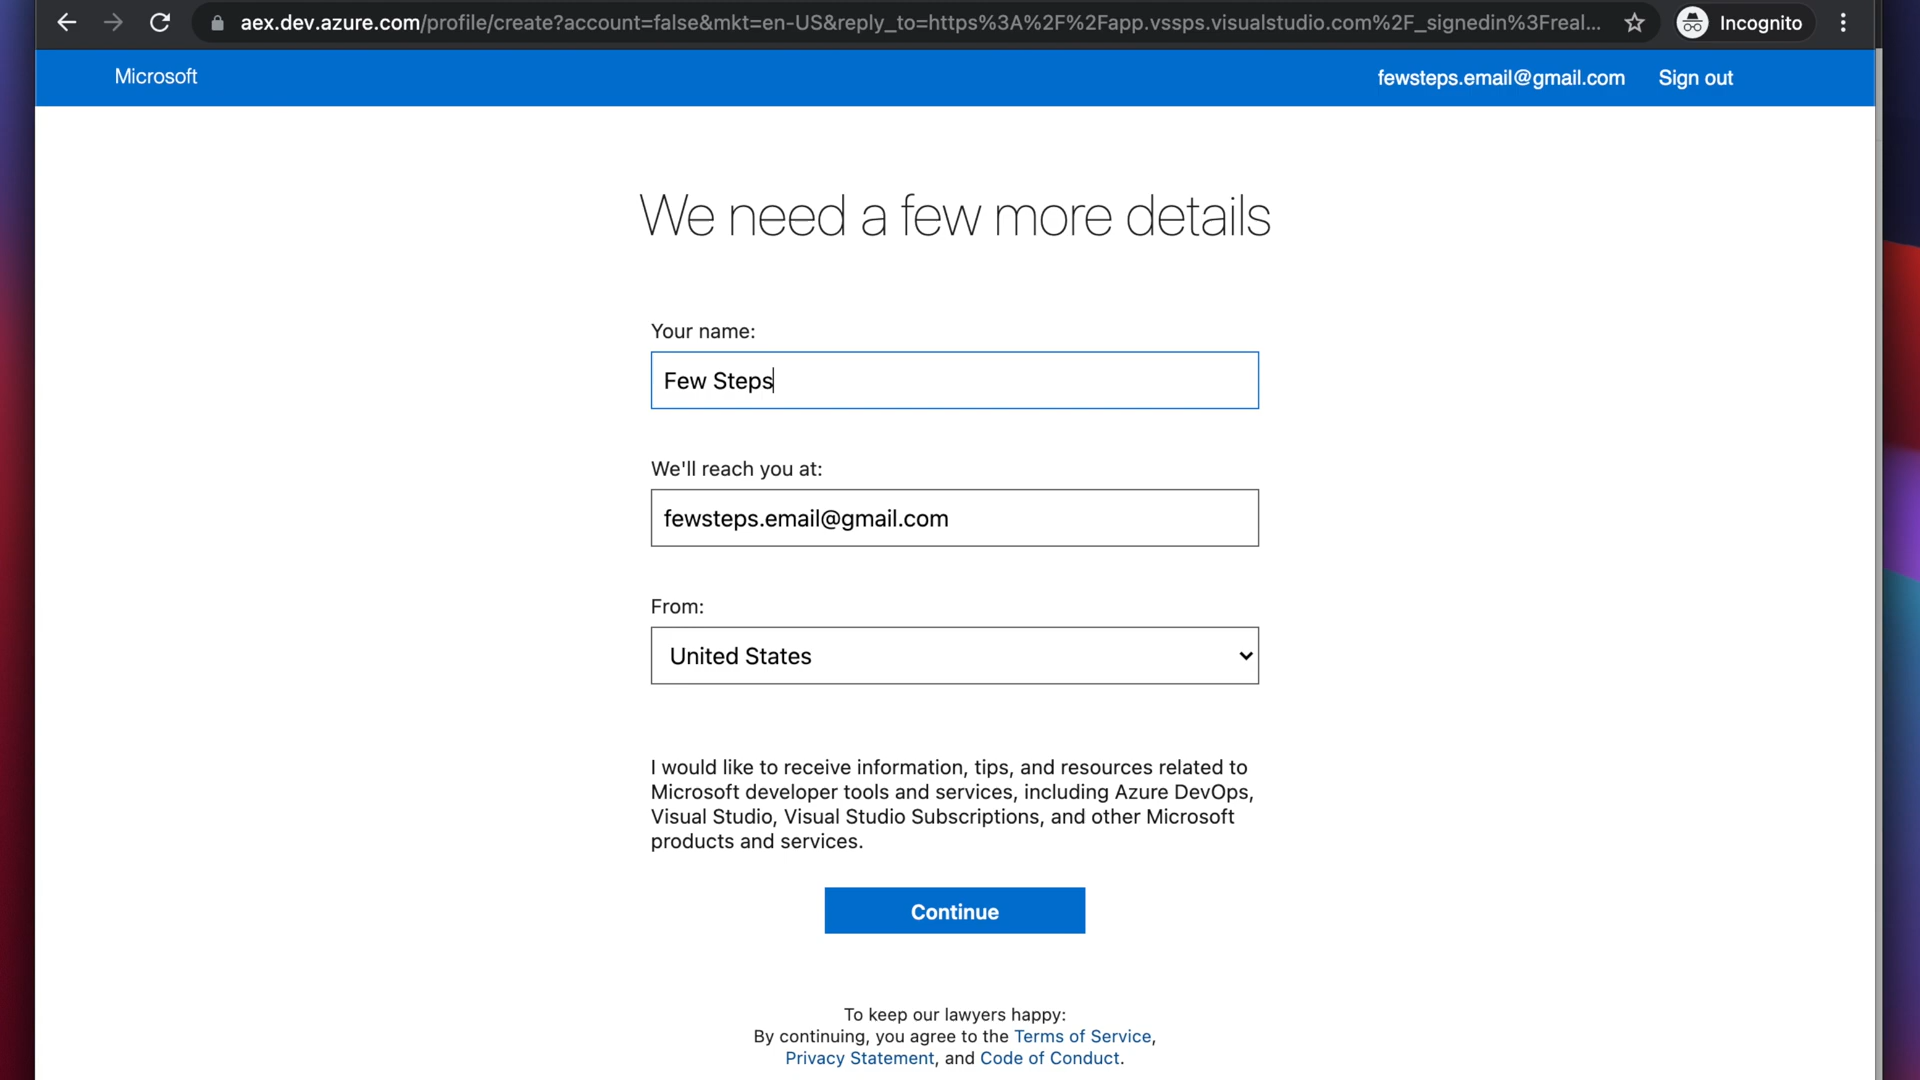 aex.dev.azure.com/profile/create?account=false&mkt=en-US&reply_to=https%3A%2F%2Fapp.vssps.visualstudio.com%2F_signedin%3Freal...
Incognito
Microsoft
fewsteps.email@gmail.com
Sign out
We need a few more details
Your name:
Few Steps
We'll reach you at:
fewsteps.email@gmail.com
From:
United States
I would like to receive information, tips, and resources related to
Microsoft developer tools and services, including Azure DevOps,
Visual Studio, Visual Studio Subscriptions, and other Microsoft
products and services.
Continue
To keep our lawyers happy:
By continuing, you agree to the Terms of Service,
Privacy Statement, and Code of Conduct.